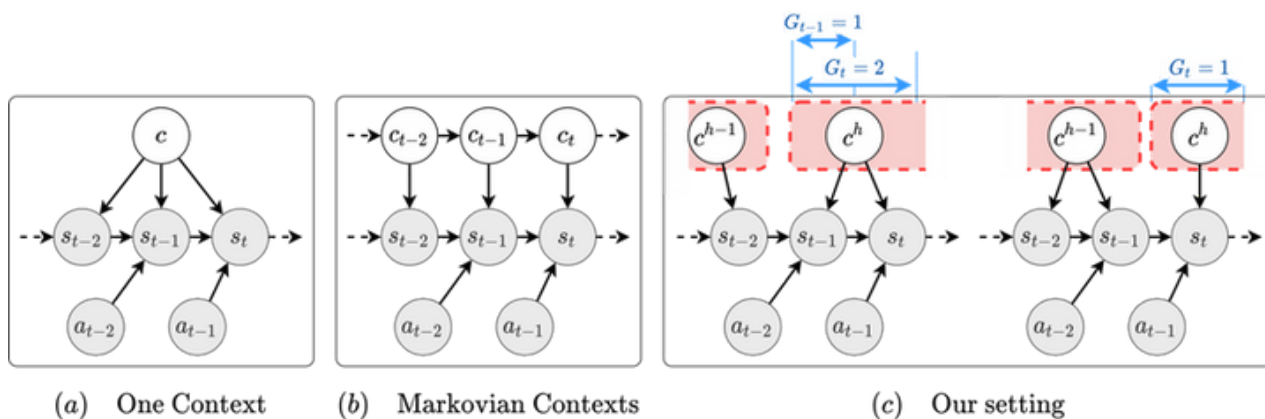 G_{t-1} = 1
G_t = 2
G_t = 1
c
c_{t-2} c_{t-1} c_t
c^{h-1} c^h
c^{h-1} c^h
s_{t-2} s_{t-1} s_t
s_{t-2} s_{t-1} s_t
s_{t-2} s_{t-1} s_t
s_{t-2} s_{t-1} s_t
a_{t-2} a_{t-1}
a_{t-2} a_{t-1}
a_{t-2} a_{t-1}
a_{t-2} a_{t-1}
(a) One Context
(b) Markovian Contexts
(c) Our setting